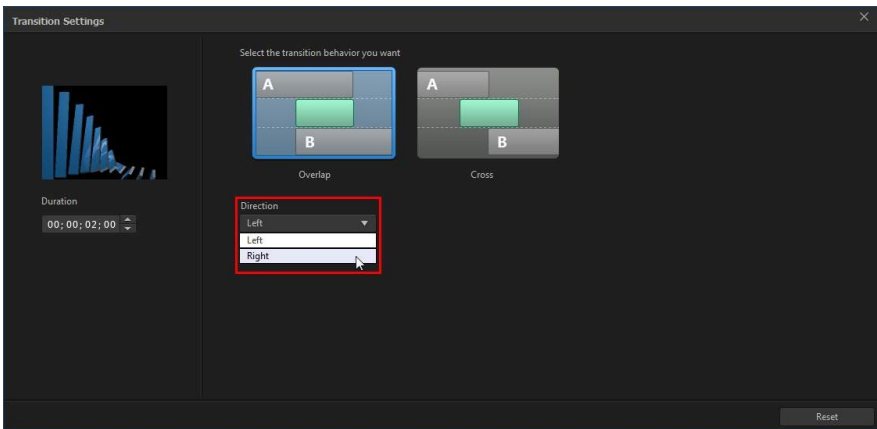 Transition Settings
Select the transition behavior you want
A
B
A
B
Overlap
Cross
Duration
00; 00; 02; 00
Direction
Left
Left
Right
Reset